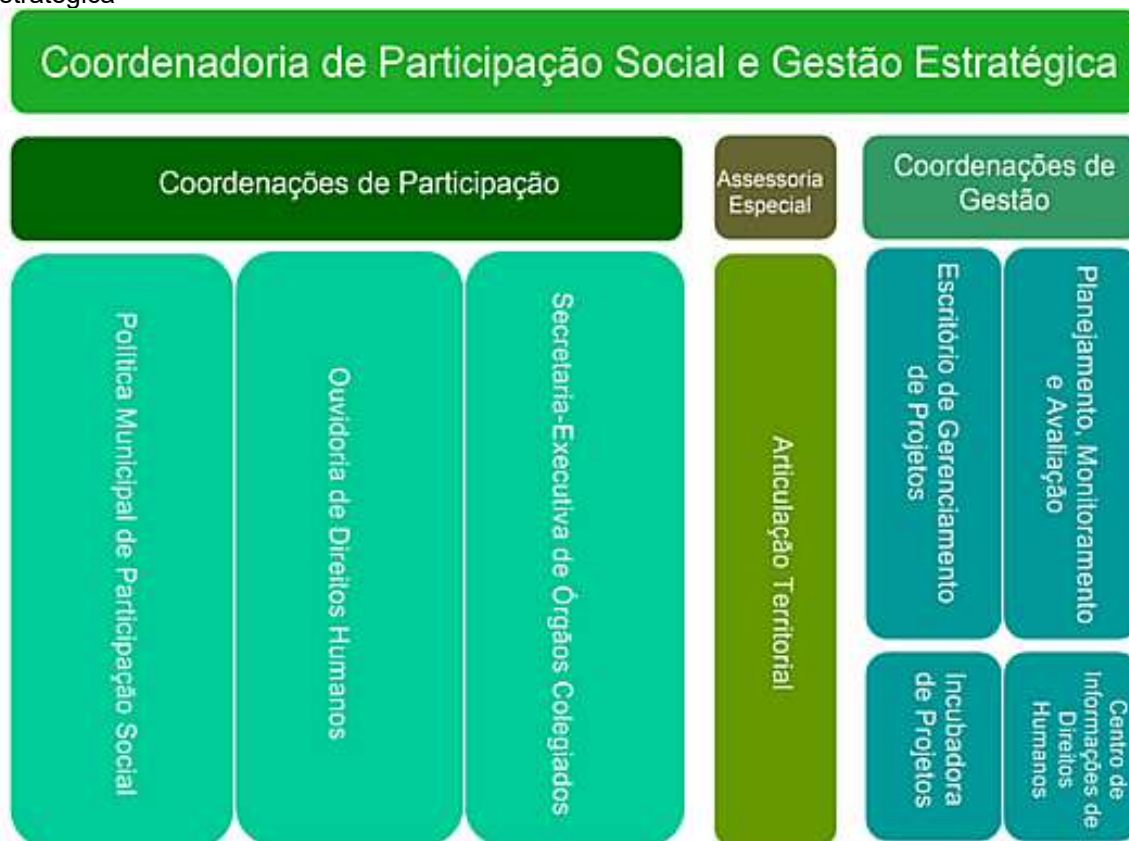 Coordenadoria de Participação Social e Gestão Estratégica
Coordenações de Participação
Assessoria
Especial
Coordenações de
Gestão
Política Municipal de Participação Social
Ouvidoria de Direitos Humanos
Secretaria-Executiva de Órgãos Colegiados
Articulação Territorial
Escritório de Gerenciamento
de Projetos
Planejamento, Monitoramento
e Avaliação
Incubadora
de Projetos
Centro de
Informações de
Direitos
Humanos